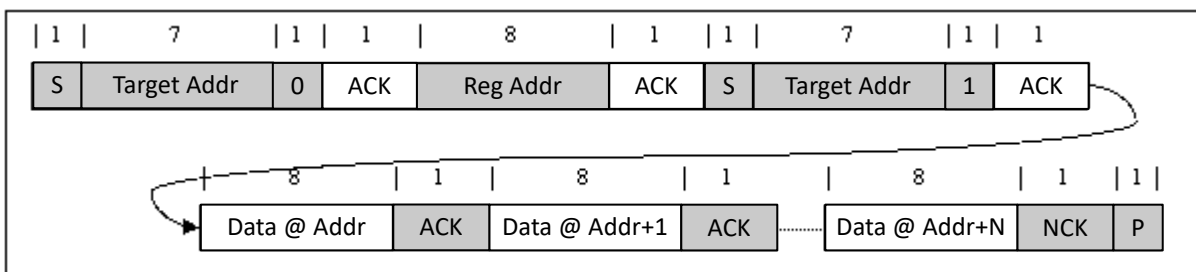 | 1 | 7 | 1 | 1 | 8 | 1 | 1 | 7 | 1 | 1
S Target Addr 0 ACK Reg Addr ACK S Target Addr 1 ACK
8 | 1 | 8 | 1 | 8 | 1 | 1 |
Data @ Addr ACK Data @ Addr+1 ACK Data @ Addr+N NCK P